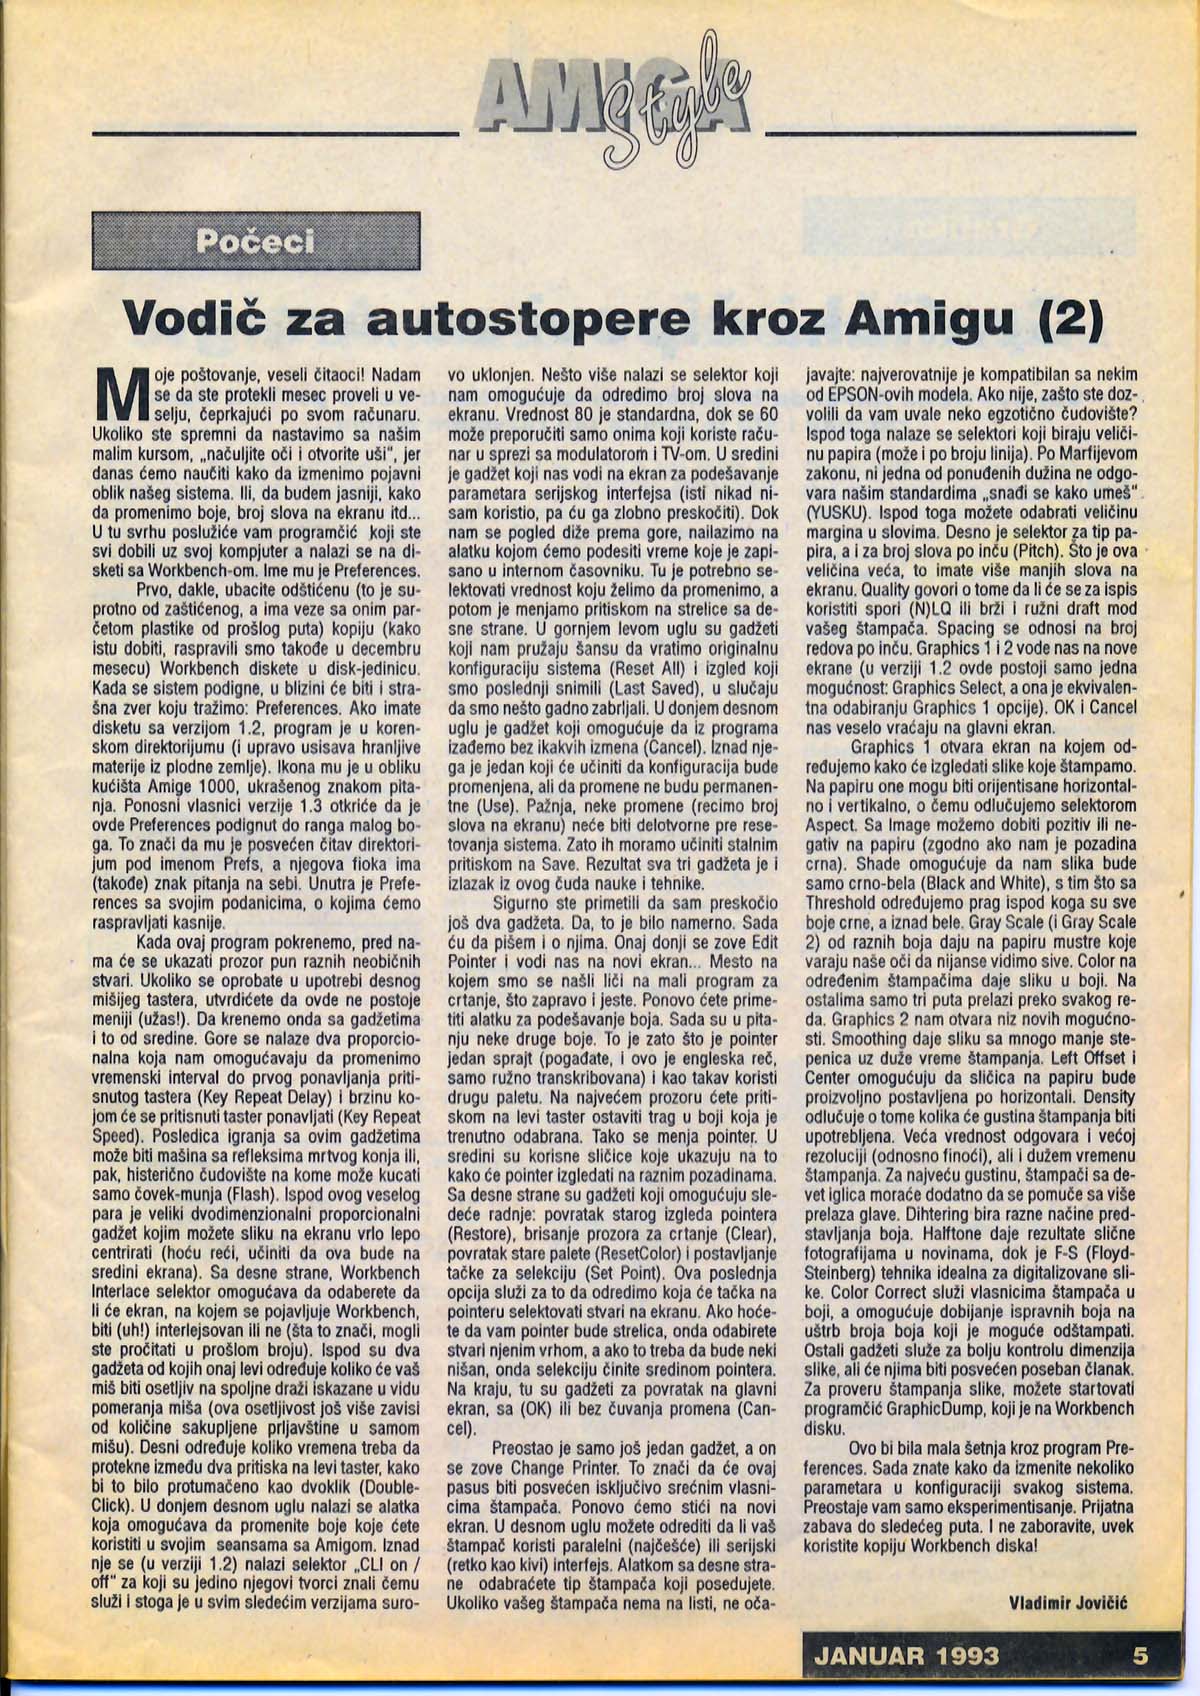 AMIGA Style
Počeci
Vodič za autostopere kroz Amigu (2)
Moje poštovanje, veseli čitaoci! Nadam
se da ste protekli mesec proveli u ve-
selju, čeprkajući po svom računaru.
Ukoliko ste spremni da nastavimo sa našim
malim kursom, „načuljite oči i otvorite uši", jer
danas ćemo naučiti kako da izmenimo pojavni
oblik našeg sistema. Ili, da budem jasniji, kako
da promenimo boje, broj slova na ekranu itd...
U tu svrhu poslužiće vam programčić koji ste
svi dobili uz svoj kompjuter a nalazi se na di-
sketi sa Workbench-om. Ime mu je Preferences.
Prvo, dakle, ubacite odštićenu (to je su-
protno od zaštićenog, a ima veze sa onim par-
četom plastike od prošlog puta) kopiju (kako
istu dobiti, raspravili smo takođe u decembru
mesecu) Workbench diskete u disk-jedinicu.
Kada se sistem podigne, u blizini će biti i stra-
šna zver koju tražimo: Preferences. Ako imate
disketu sa verzijom 1.2, program je u koren-
skom direktorijumu (i upravo usisava hranljive
materije iz plodne zemlje). Ikona mu je u obliku
kućišta Amige 1000, ukrašenog znakom pita-
nja. Ponosni vlasnici verzije 1.3 otkriće da je
ovde Preferences podignut do ranga malog bo-
ga. To znači da mu je posvećen čitav direktori-
jum pod imenom Prefs, a njegova fioka ima
(takođe) znak pitanja na sebi. Unutra je Prefe-
rences sa svojim podanicima, o kojima ćemo
raspravljati kasnije.
Kada ovaj program pokrenemo, pred na-
ma će se ukazati prozor pun raznih neobičnih
stvari. Ukoliko se oprobate u upotrebi desnog
mišijeg tastera, utvrdićete da ovde ne postoje
meniji (užas!). Da krenemo onda sa gadžetima
i to od sredine. Gore se nalaze dva proporcio-
nalna koja nam omogućavaju da promenimo
vremenski interval do prvog ponavljanja priti-
snutog tastera (Key Repeat Delay) i brzinu ko-
jom će se pritisnuti taster ponavljati (Key Repeat
Speed). Posledica igranja sa ovim gadžetima
može biti mašina sa refleksima mrtvog konja ili,
pak, histerično čudovište na kome može kucati
samo čovek-munja (Flash). Ispod ovog veselog
para je veliki dvodimenzionalni proporcionalni
gadžet kojim možete sliku na ekranu vrlo lepo
centrirati (hoću reći, učiniti da ova bude na
sredini ekrana). Sa desne strane, Workbench
Interlace selektor omogućava da odaberete da
li će ekran, na kojem se pojavljuje Workbench,
biti (uh!) interlejsovan ili ne (šta to znači, mogli
ste pročitati u prošlom broju). Ispod su dva
gadžeta od kojih onaj levi određuje koliko će vaš
miš biti osetljiv na spoljne draži iskazane u vidu
pomeranja miša (ova osetljivost još više zavisi
od količine sakupljene prljavštine u samom
mišu). Desni određuje koliko vremena treba da
protekne između dva pritiska na levi taster, kako
bi to bilo protumačeno kao dvoklik (Double-
Click). U donjem desnom uglu nalazi se alatka
koja omogućava da promenite boje koje ćete
koristiti u svojim seansama sa Amigom. Iznad
nje se (u verziji 1.2) nalazi selektor „CLI on /
off" za koji su jedino njegovi tvorci znali čemu
služi i stoga je u svim sledećim verzijama suro-
vo uklonjen. Nešto više nalazi se selektor koji
nam omogućuje da odredimo broj slova na
ekranu. Vrednost 80 je standardna, dok se 60
može preporučiti samo onima koji koriste raču-
nar u sprezi sa modulatorom i TV-om. U sredini
je gadžet koji nas vodi na ekran za podešavanje
parametara serijskog interfejsa (isti nikad ni-
sam koristio, pa ću ga zlobno preskočiti). Dok
nam se pogled diže prema gore, nailazimo na
alatku kojom ćemo podesiti vreme koje je zapi-
sano u internom časovniku. Tu je potrebno se-
lektovati vrednost koju želimo da promenimo, a
potom je menjamo pritiskom na strelice sa de-
sne strane. U gornjem levom uglu su gadžeti
koji nam pružaju šansu da vratimo originalnu
konfiguraciju sistema (Reset All) i izgled koji
smo poslednji snimili (Last Saved), u slučaju
da smo nešto gadno zabrljali. U donjem desnom
uglu je gadžet koji omogućuje da iz programa
izađemo bez ikakvih izmena (Cancel). Iznad nje-
ga je jedan koji će učiniti da konfiguracija bude
promenjena, ali da promene ne budu permanen-
tne (Use). Pažnja, neke promene (recimo broj
slova na ekranu) neće biti delotvorne pre rese-
tovanja sistema. Zato ih moramo učiniti stalnim
pritiskom na Save. Rezultat sva tri gadžeta je i
izlazak iz ovog čuda nauke i tehnike.
Sigurno ste primetili da sam preskočio
još dva gadžeta. Da, to je bilo namerno. Sada
ću da pišem i o njima. Onaj donji se zove Edit
Pointer i vodi nas na novi ekran... Mesto na
kojem smo se našli liči na mali program za
crtanje, što zapravo i jeste. Ponovo ćete prime-
titi alatku za podešavanje boja. Sada su u pita-
nju neke druge boje. To je zato što je pointer
jedan sprajt (pogađate, i ovo je engleska reč,
samo ružno transkribovana) i kao takav koristi
drugu paletu. Na najvećem prozoru ćete priti-
skom na levi taster ostaviti trag u boji koja je
trenutno odabrana. Tako se menja pointer. U
sredini su korisne sličice koje ukazuju na to
kako će pointer izgledati na raznim pozadinama.
Sa desne strane su gadžeti koji omogućuju sle-
deće radnje: povratak starog izgleda pointera
(Restore), brisanje prozora za crtanje (Clear),
povratak stare palete (ResetColor) i postavljanje
tačke za selekciju (Set Point). Ova poslednja
opcija služi za to da odredimo koja će tačka na
pointeru selektovati stvari na ekranu. Ako hoće-
te da vam pointer bude strelica, onda odabirete
stvari njenim vrhom, a ako to treba da bude neki
nišan, onda selekciju činite sredinom pointera.
Na kraju, tu su gadžeti za povratak na glavni
ekran, sa (OK) ili bez čuvanja promena (Can-
cel).
Preostao je samo još jedan gadžet, a on
se zove Change Printer. To znači da će ovaj
pasus biti posvećen isključivo srećnim vlasni-
cima štampača. Ponovo ćemo stići na novi
ekran. U desnom uglu možete odrediti da li vaš
štampač koristi paralelni (najčešće) ili serijski
(retko kao kivi) interfejs. Alatkom sa desne stra-
ne odabraćete tip štampača koji posedujete.
Ukoliko vašeg štampača nema na listi, ne oča-
javajte: najverovatnije je kompatibilan sa nekim
od EPSON-ovih modela. Ako nije, zašto ste doz-
volili da vam uvale neko egzotično čudovište?
Ispod toga nalaze se selektori koji biraju veliči-
nu papira (može i po broju linija). Po Marfijevom
zakonu, ni jedna od ponuđenih dužina ne odgo-
vara našim standardima „snađi se kako umeš"
(YUSKU). Ispod toga možete odabrati veličinu
margina u slovima. Desno je selektor za tip pa-
pira, a i za broj slova po inču (Pitch). Što je ova
veličina veća, to imate više manjih slova na
ekranu. Quality govori o tome da li će se za ispis
koristiti spori (N)LQ ili brži i ružni draft mod
vašeg štampača. Spacing se odnosi na broj
redova po inču. Graphics 1 i 2 vode nas na nove
ekrane (u verziji 1.2 ovde postoji samo jedna
mogućnost: Graphics Select, a ona je ekvivalen-
tna odabiranju Graphics 1 opcije). OK i Cancel
nas veselo vraćaju na glavni ekran.
Graphics 1 otvara ekran na kojem od-
ređujemo kako će izgledati slike koje štampamo.
Na papiru one mogu biti orijentisane horizontal-
no i vertikalno, o čemu odlučujemo selektorom
Aspect. Sa Image možemo dobiti pozitiv ili ne-
gativ na papiru (zgodno ako nam je pozadina
crna). Shade omogućuje da nam slika bude
samo crno-bela (Black and White), s tim što sa
Threshold određujemo prag ispod koga su sve
boje crne, a iznad bele. Gray Scale (i Gray Scale
2) od raznih boja daju na papiru mustre koje
varaju naše oči da nijanse vidimo sive. Color na
određenim štampačima daje sliku u boji. Na
ostalima samo tri puta prelazi preko svakog re-
da. Graphics 2 nam otvara niz novih mogućno-
sti. Smoothing daje sliku sa mnogo manje ste-
penica uz duže vreme štampanja. Left Offset i
Center omogućuju da sličica na papiru bude
proizvoljno postavljena po horizontali. Density
odlučuje o tome kolika će gustina štampanja biti
upotrebljena. Veća vrednost odgovara i većoj
rezoluciji (odnosno finoći), ali i dužem vremenu
štampanja. Za najveću gustinu, štampači sa de-
vet iglica moraće dodatno da se pomuče sa više
prelaza glave. Dihtering bira razne načine pred-
stavljanja boja. Halftone daje rezultate slične
fotografijama u novinama, dok je F-S (Floyd-
Steinberg) tehnika idealna za digitalizovane sli-
ke. Color Correct služi vlasnicima štampača u
boji, a omogućuje dobijanje ispravnih boja na
uštrb broja boja koji je moguće odštampati.
Ostali gadžeti služe za bolju kontrolu dimenzija
slike, ali će njima biti posvećen poseban članak.
Za proveru štampanja slike, možete startovati
programčić GraphicDump, koji je na Workbench
disku.
Ovo bi bila mala šetnja kroz program Pre-
ferences. Sada znate kako da izmenite nekoliko
parametara u konfiguraciji svakog sistema.
Preostaje vam samo eksperimentisanje. Prijatna
zabava do sledećeg puta. I ne zaboravite, uvek
koristite kopiju Workbench diska!
Vladimir Jovičić
JANUAR 1993 5